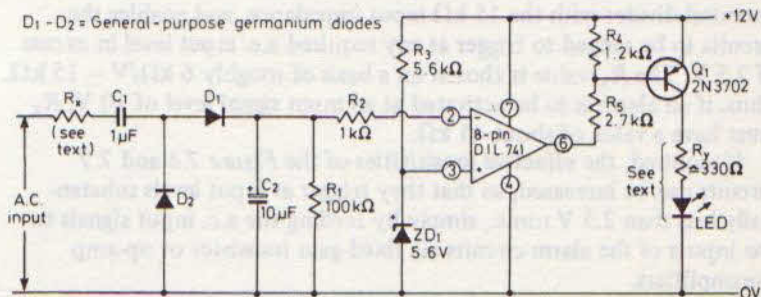 D1 - D2 = General-purpose germanium diodes
+12V
R3
5.6kΩ
R4
1.2kΩ
Q1
2N3702
Rx
(see
text)
C1
1µF
D1
R2
1kΩ
2
7
8-pin
DIL 741
6
3
4
R5
2.7kΩ
A.C.
input
D2
C2
10µF
R1
100kΩ
See
text
Ry
≃330Ω
LED
ZD1
5.6V
0V